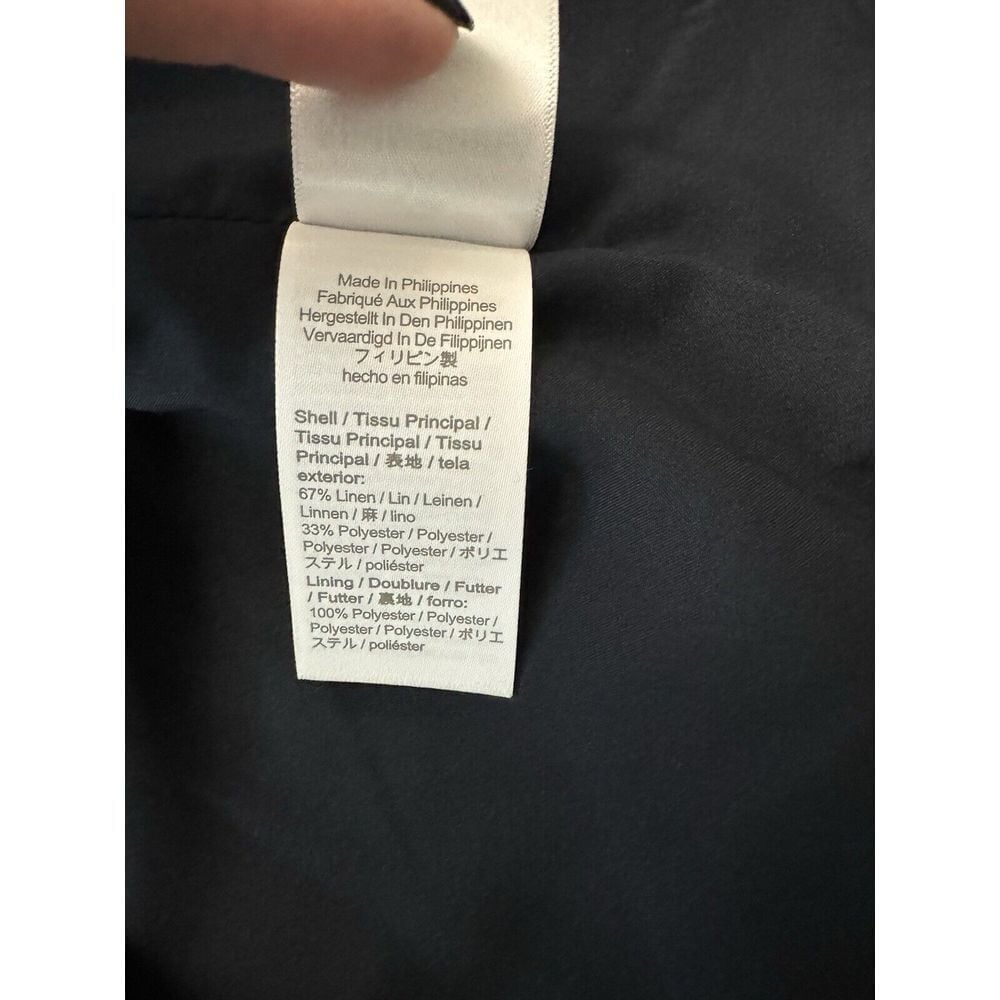 Made In Philippines
Fabriqué Aux Philippines
Hergestellt In Den Philippinen
Vervaardigd In De Filippijnen
フィリピン製
hecho en filipinas
Shell / Tissu Principal /
Tissu Principal / Tissu
Principal / 表地 / tela
exterior:
67% Linen / Lin / Leinen /
Linnen / 麻 / lino
33% Polyester / Polyester /
Polyester / Polyester / ポリエ
ステル / poliéster
Lining / Doublure / Futter
/ Futter / 裏地 / forro:
100% Polyester / Polyester /
Polyester / Polyester / ポリエ
ステル / poliéster